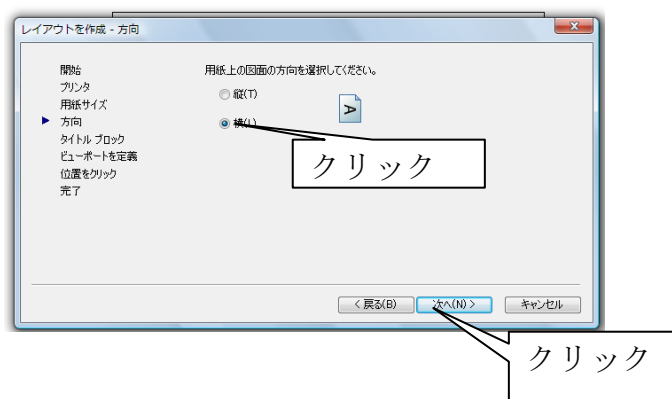 レイアウトを作成 - 方向
開始
プリンタ
用紙サイズ
方向
タイトル ブロック
ビューポートを定義
位置をクリック
完了
用紙上の図面の方向を選択してください。
縦(T)
A
横(L)
クリック
< 戻る(B)
次へ(N) >
キャンセル
クリック